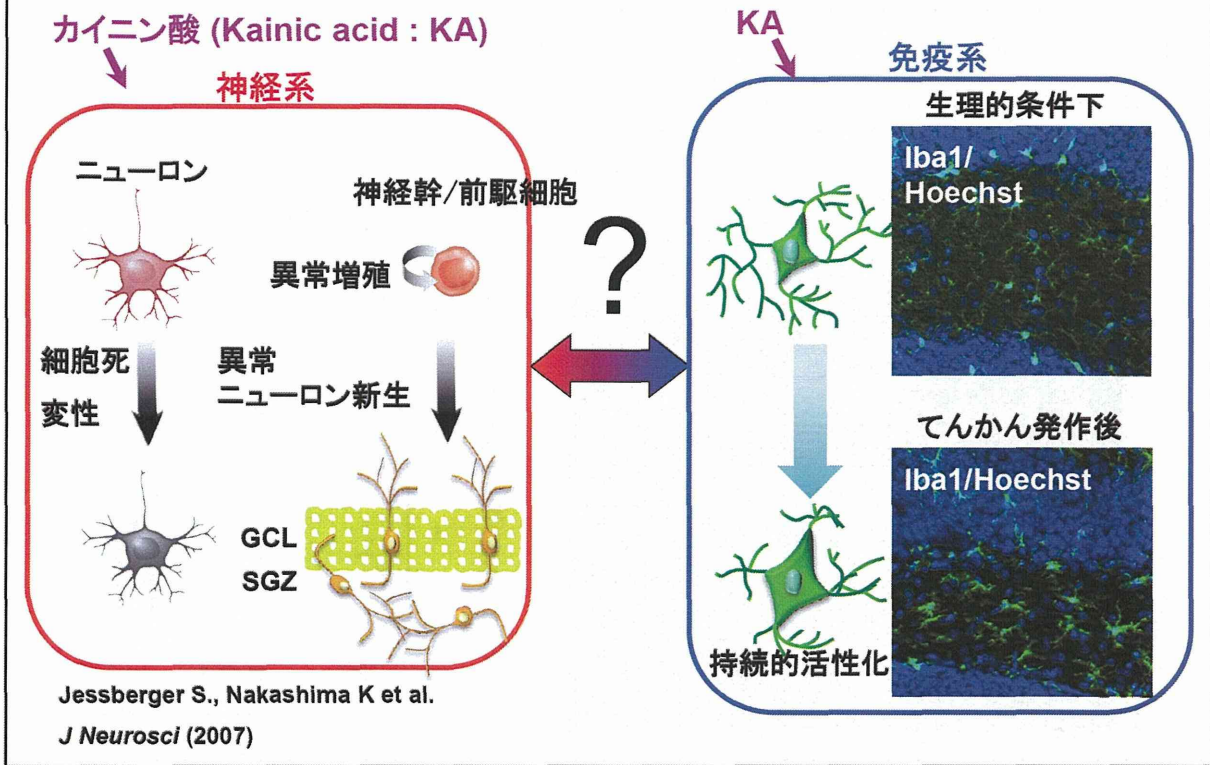 カイニン酸 (Kainic acid : KA)
神経系
ニューロン
神経幹/前駆細胞
異常増殖
細胞死
変性
異常
ニューロン新生
GCL
SGZ
Jessberger S., Nakashima K et al.
J Neurosci (2007)
?
KA
免疫系
生理的条件下
Iba1/
Hoechst
てんかん発作後
Iba1/Hoechst
持続的活性化